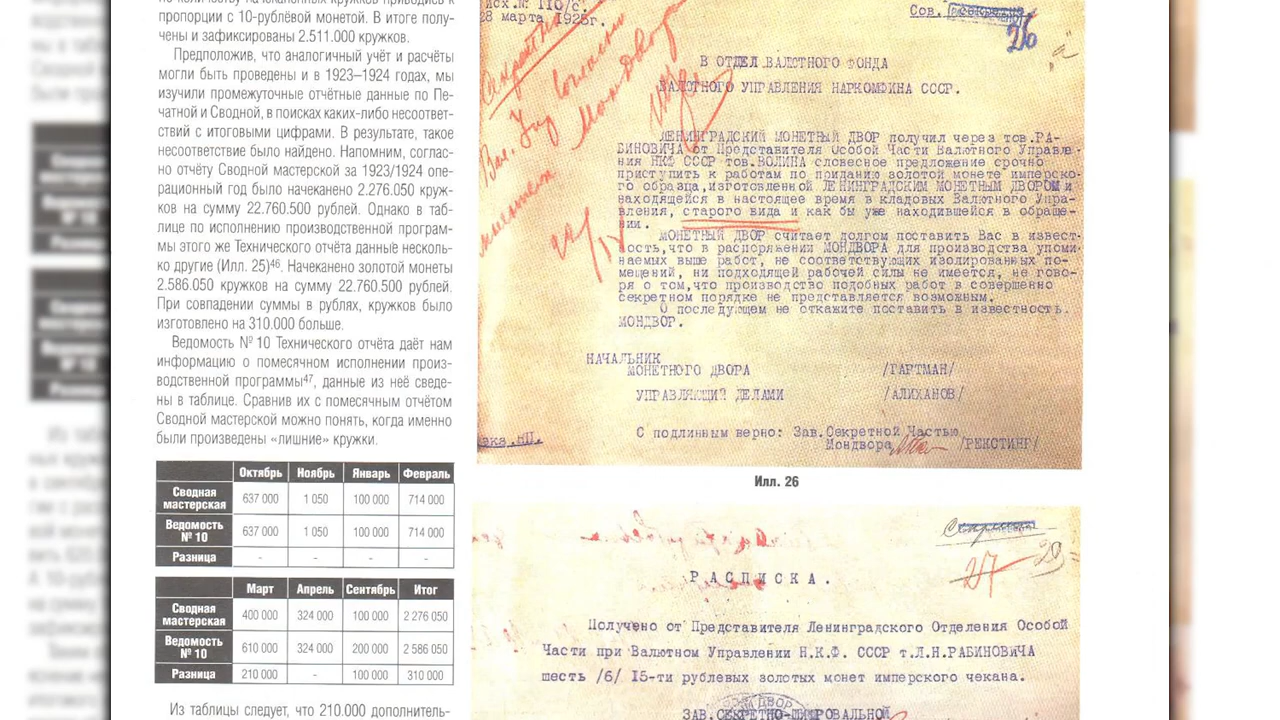 по количеству начеканенных кружков приводись к
пропорции с 10-рублёвой монетой. В итоге полу-
чены и зафиксированы 2.511.000 кружков.
Предположив, что аналогичный учёт и расчёты
могли быть проведены и в 1923–1924 годах, мы
изучили промежуточные отчётные данные по Пе-
чатной и Сводной, в поисках каких-либо несоответ-
ствий с итоговыми цифрами. В результате, такое
несоответствие было найдено. Напомним, соглас-
но отчёту Сводной мастерской за 1923/1924 опе-
рационный год было начеканено 2.276.050 круж-
ков на сумму 22.760.500 рублей. Однако в таб-
лице по исполнению производственной програм-
мы этого же Технического отчёта данные несколь-
ко другие (Илл. 25)⁴⁶. Начеканено золотой монеты
2.586.050 кружков на сумму 22.760.500 рублей.
При совпадении суммы в рублях, кружков было
изготовлено на 310.000 больше.
Ведомость № 10 Технического отчёта даёт нам
информацию о помесячном исполнении произ-
водственной программы⁴⁷, данные из неё сведе-
ны в таблице. Сравнив их с помесячным отчётом
Сводной мастерской можно понять, когда именно
были произведены «лишние» кружки.
Октябрь Ноябрь Январь Февраль
Сводная мастерская 637 000 1 050 100 000 714 000
Ведомость № 10 637 000 1 050 100 000 714 000
Разница - - - -
Март Апрель Сентябрь Итог
Сводная мастерская 400 000 324 000 100 000 2 276 050
Ведомость № 10 610 000 324 000 200 000 2 586 050
Разница 210 000 - 100 000 310 000
Из таблицы следует, что 210.000 дополнитель-
исх.№ 110/с.
28 марта 1925г.
Сов.
В ОТДЕЛ ВАЛЮТНОГО ФОНДА
ВАЛЮТНОГО УПРАВЛЕНИЯ НАРКОМФИНА СССР.
ЛЕНИНГРАДСКИЙ МОНЕТНЫЙ ДВОР получил через тов.РА-
БИНОВИЧА от Представителя Особой Части Валютного Управле-
ния НКФ СССР тов.ВОЛИНА словесное предложение срочно
приступить к работам по приданию золотой монете имперско-
го образца,изготовленной ЛЕНИНГРАДСКИМ МОНЕТНЫМ ДВОРОМ и
находящейся в настоящее время в кладовых Валютного Упра-
вления, старого вида и как бы уже находившейся в обраще-
нии.
МОНЕТНЫЙ ДВОР считает долгом поставить Вас в извест-
ность,что в распоряжении МОНДВОРА для производства упоми-
наемых выше работ, не соответствующих изолированных по-
мещений, ни подходящей рабочей силы не имеется, не гово-
ря о том,что производство подобных работ в совершенно
секретном порядке не представляется возможным.
О последующем не откажите поставить в известность.
МОНДВОР.
НАЧАЛЬНИК
МОНЕТНОГО ДВОРА /ГАРТМАН/
УПРАВЛЯЮЩИЙ ДЕЛАМИ /АЛИХАНОВ/
С подлинным верно: Зав.Секретной Частью
Мондвора /РЕКСТИНГ/
Илл. 26
РАСПИСКА.
Получено от Представителя Ленинградского Отделения Особой
Части при Валютном Управлении Н.К.Ф. СССР т.Л.Н.РАБИНОВИЧА
шесть /6/ 15-ти рублевых золотых монет имперского чекана.
ЗАВ.СЕКРЕТНО-ШИФРОВАЛЬНОЙ